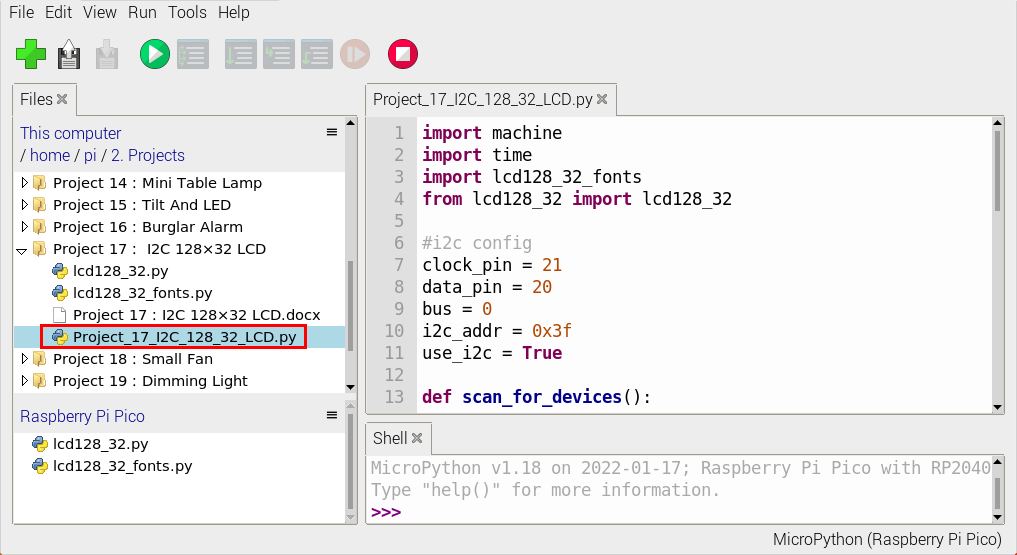 File Edit View Run Tools Help
Files
This computer
/ home / pi / 2. Projects
Project 14 : Mini Table Lamp
Project 15 : Tilt And LED
Project 16 : Burglar Alarm
Project 17 :  I2C 128×32 LCD
lcd128_32.py
lcd128_32_fonts.py
Project 17 : I2C 128×32 LCD.docx
Project_17_I2C_128_32_LCD.py
Project 18 : Small Fan
Project 19 : Dimming Light
Raspberry Pi Pico
lcd128_32.py
lcd128_32_fonts.py
Project_17_I2C_128_32_LCD.py
1 import machine
2 import time
3 import lcd128_32_fonts
4 from lcd128_32 import lcd128_32
5
6 #i2c config
7 clock_pin = 21
8 data_pin = 20
9 bus = 0
10 i2c_addr = 0x3f
11 use_i2c = True
12
13 def scan_for_devices():
Shell
MicroPython v1.18 on 2022-01-17; Raspberry Pi Pico with RP2040
Type "help()" for more information.
>>>
MicroPython (Raspberry Pi Pico)